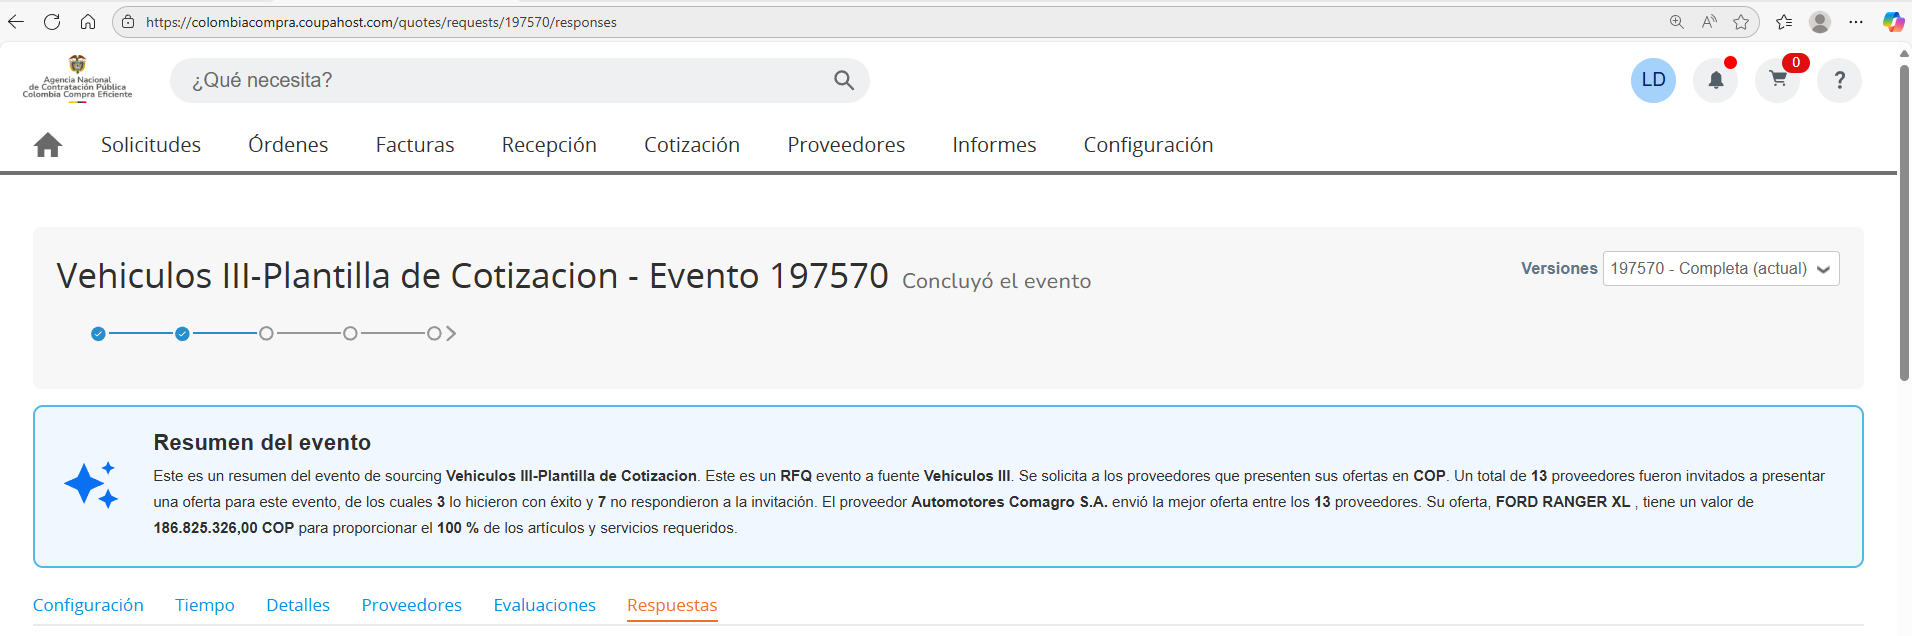 https://colombiacompra.coupahost.com/quotes/requests/197570/responses
Agencia Nacional
de Contratación Pública
Colombia Compra Eficiente
¿Qué necesita?
LD
0
?
Solicitudes Órdenes Facturas Recepción Cotización Proveedores Informes Configuración
Vehiculos III-Plantilla de Cotizacion - Evento 197570 Concluyó el evento
Versiones 197570 - Completa (actual)
Resumen del evento
Este es un resumen del evento de sourcing Vehiculos III-Plantilla de Cotizacion. Este es un RFQ evento a fuente Vehículos III. Se solicita a los proveedores que presenten sus ofertas en COP. Un total de 13 proveedores fueron invitados a presentar
una oferta para este evento, de los cuales 3 lo hicieron con éxito y 7 no respondieron a la invitación. El proveedor Automotores Comagro S.A. envió la mejor oferta entre los 13 proveedores. Su oferta, FORD RANGER XL , tiene un valor de
186.825.326,00 COP para proporcionar el 100 % de los artículos y servicios requeridos.
Configuración Tiempo Detalles Proveedores Evaluaciones Respuestas